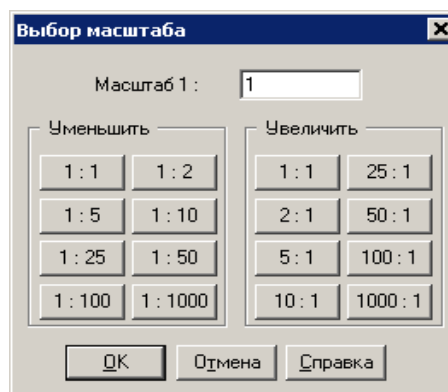 Выбор масштаба
Масштаб 1 : 1
Уменьшить Увеличить
1 : 1 1 : 2 1 : 1 25 : 1
1 : 5 1 : 10 2 : 1 50 : 1
1 : 25 1 : 50 5 : 1 100 : 1
1 : 100 1 : 1000 10 : 1 1000 : 1
OK Отмена Справка